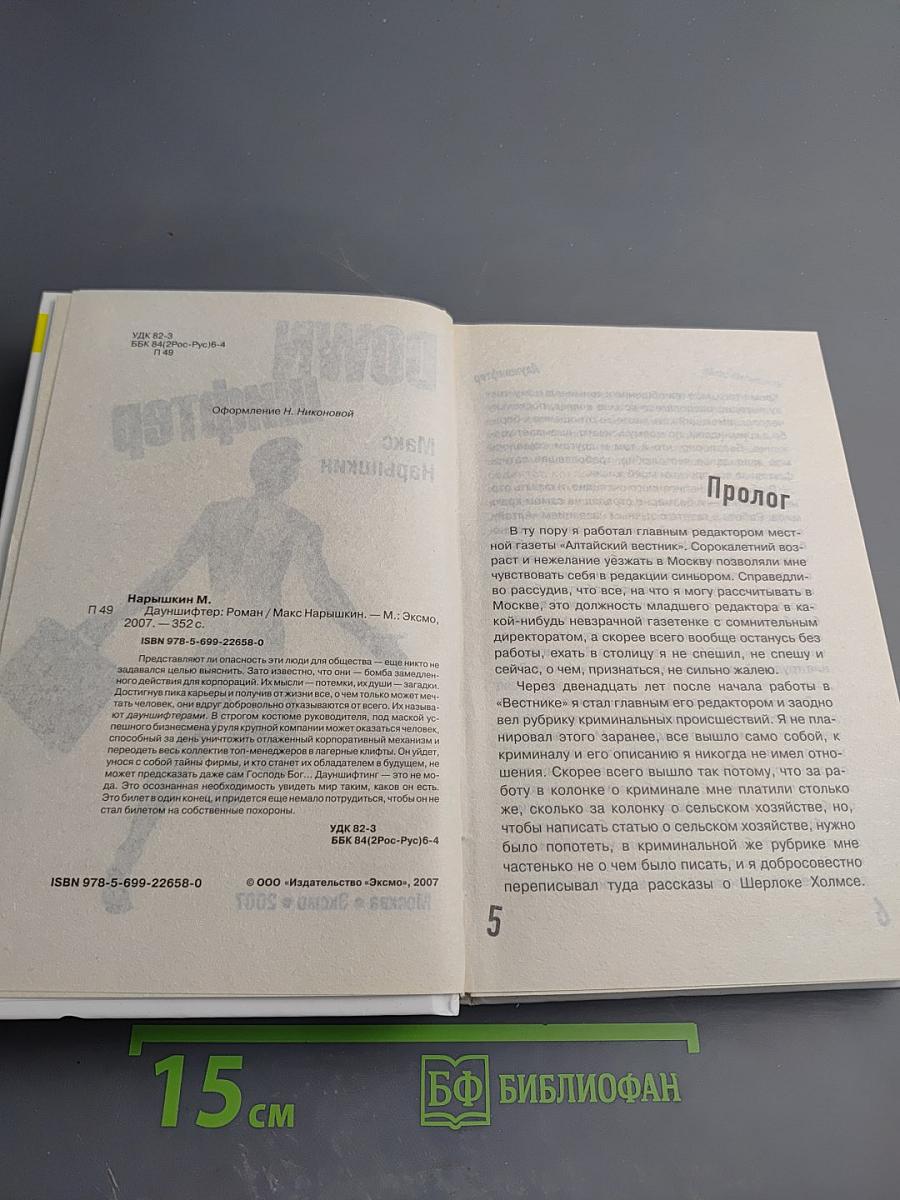 УДК 82-3
ББК 84(2Рос-Рус)6-4
П 49
Оформление Н. Никоновой
Нарышкин М.
П 49 Дауншифтер: Роман / Макс Нарышкин. — М.: Эксмо,
2007. — 352 с.
ISBN 978-5-699-22658-0
Представляют ли опасность эти люди для общества — еще никто не
задавался целью выяснить. Зато известно, что они — бомба замедлен-
ного действия для корпораций. Их мысли — потемки, их души — загадки.
Достигнув пика карьеры и получив от жизни все, о чем только может меч-
тать человек, они вдруг добровольно отказываются от всего. Их называ-
ют дауншифтерами. В строгом костюме руководителя, под маской ус-
пешного бизнесмена у руля крупной компании может оказаться человек,
способный за день уничтожить отлаженный корпоративный механизм и
переодеть весь коллектив топ-менеджеров в лагерные клифты. Он уйдет,
унося с собой тайны фирмы, и кто станет их обладателем в будущем, не
может предсказать даже сам Господь Бог... Дауншифтинг — это не мо-
да. Это осознанная необходимость увидеть мир таким, каков он есть.
Это билет в один конец, и придется еще немало потрудиться, чтобы он не
стал билетом на собственные похороны.
УДК 82-3
ББК 84(2Рос-Рус)6-4
ISBN 978-5-699-22658-0 © ООО «Издательство «Эксмо», 2007
Пролог
В ту пору я работал главным редактором мест-
ной газеты «Алтайский вестник». Сорокалетний воз-
раст и нежелание уезжать в Москву позволяли мне
чувствовать себя в редакции синьором. Справедли-
во рассудив, что все, на что я могу рассчитывать в
Москве, это должность младшего редактора в ка-
кой-нибудь невзрачной газетенке с сомнительным
директоратом, а скорее всего вообще останусь без
работы, ехать в столицу я не спешил, не спешу и
сейчас, о чем, признаться, не сильно жалею.
Через двенадцать лет после начала работы в
«Вестнике» я стал главным его редактором и заодно
вел рубрику криминальных происшествий. Я не пла-
нировал этого заранее, все вышло само собой, к
криминалу и его описанию я никогда не имел отно-
шения. Скорее всего вышло так потому, что за ра-
боту в колонке о криминале мне платили столько
же, сколько за колонку о сельском хозяйстве, но,
чтобы написать статью о сельском хозяйстве, нужно
было попотеть, в криминальной же рубрике мне
частенько не о чем было писать, и я добросовестно
переписывал туда рассказы о Шерлоке Холмсе.
5
15 см
БФ БИБЛИОФАН